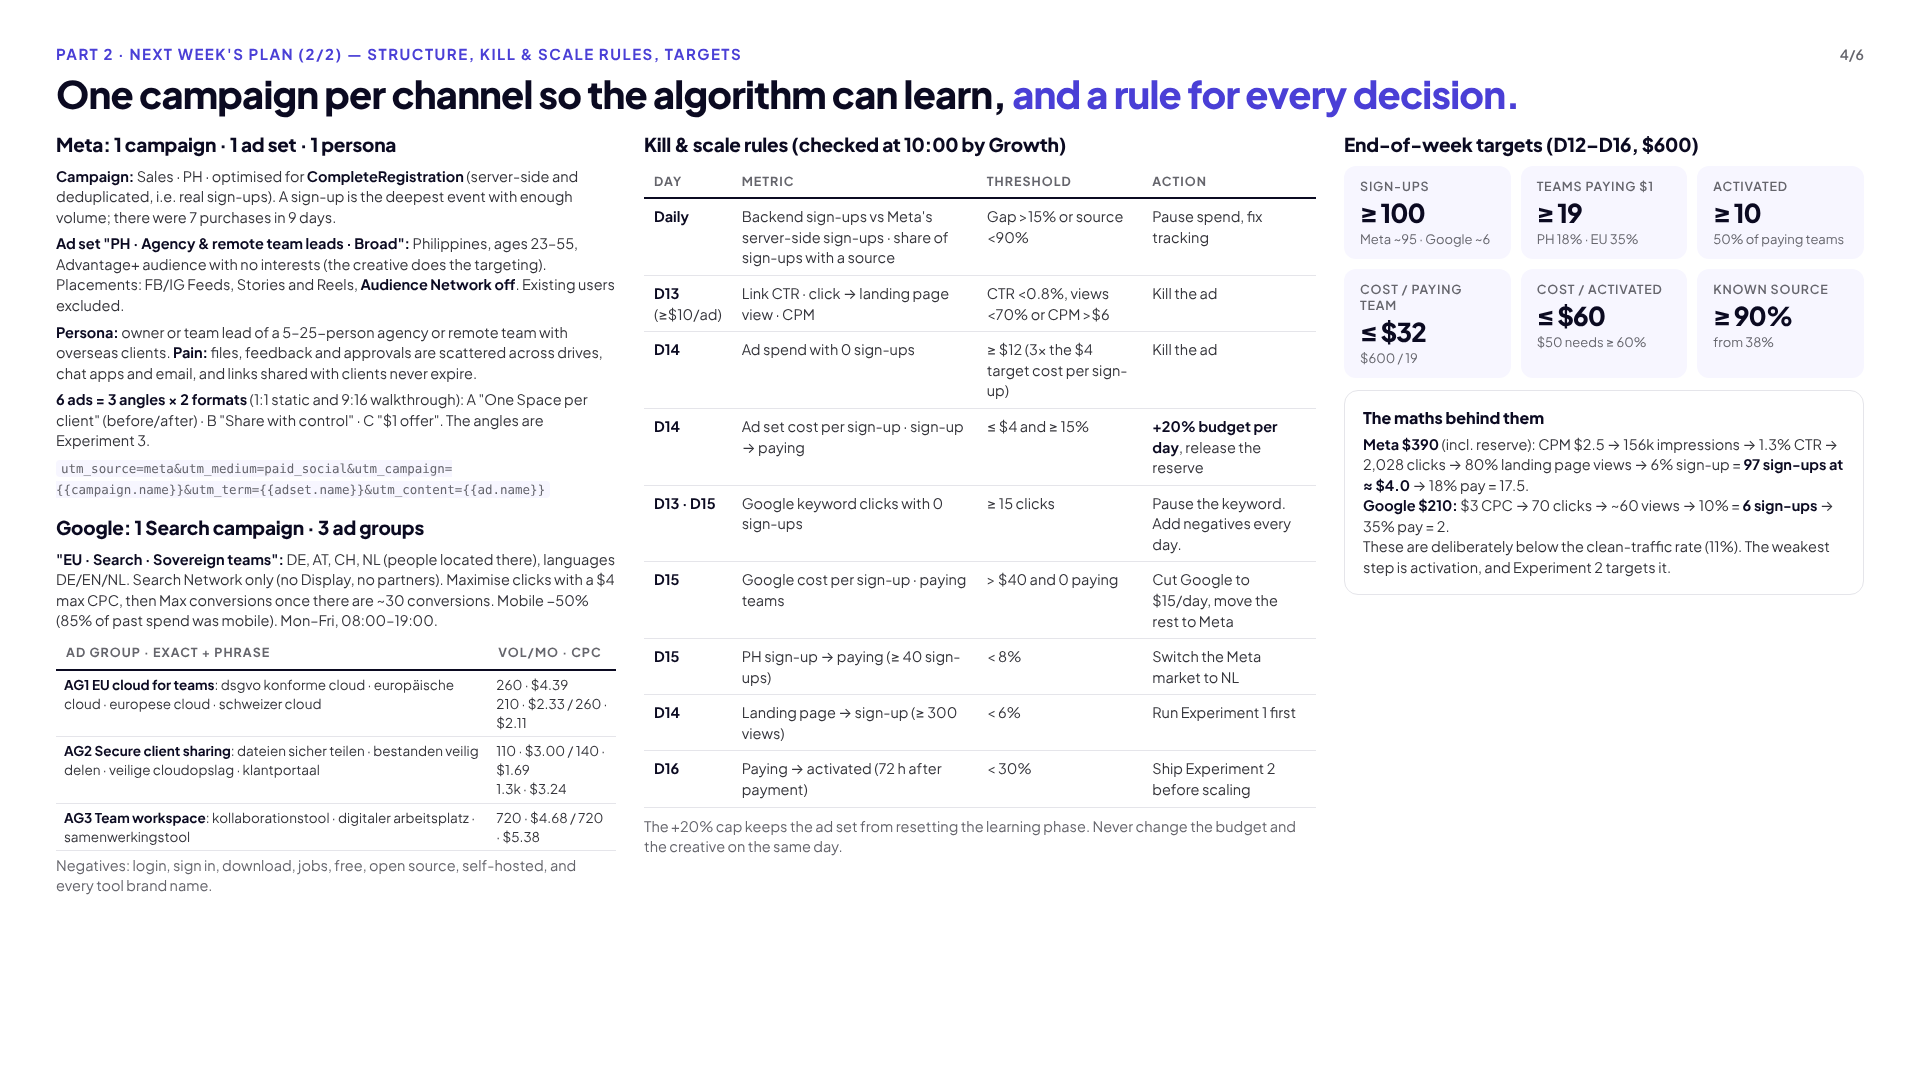 PART 2 · NEXT WEEK'S PLAN (2/2) — STRUCTURE, KILL & SCALE RULES, TARGETS
4/6
One campaign per channel so the algorithm can learn, and a rule for every decision.
Meta: 1 campaign · 1 ad set · 1 persona
Campaign: Sales · PH · optimised for CompleteRegistration (server-side and
deduplicated, i.e. real sign-ups). A sign-up is the deepest event with enough
volume; there were 7 purchases in 9 days.
Ad set "PH · Agency & remote team leads · Broad": Philippines, ages 23–55,
Advantage+ audience with no interests (the creative does the targeting).
Placements: FB/IG Feeds, Stories and Reels, Audience Network off. Existing users
excluded.
Persona: owner or team lead of a 5–25-person agency or remote team with
overseas clients. Pain: files, feedback and approvals are scattered across drives,
chat apps and email, and links shared with clients never expire.
6 ads = 3 angles × 2 formats (1:1 static and 9:16 walkthrough): A "One Space per
client" (before/after) · B "Share with control" · C "$1 offer". The angles are
Experiment 3.
utm_source=meta&utm_medium=paid_social&utm_campaign=
{{campaign.name}}&utm_term={{adset.name}}&utm_content={{ad.name}}
Google: 1 Search campaign · 3 ad groups
"EU · Search · Sovereign teams": DE, AT, CH, NL (people located there), languages
DE/EN/NL. Search Network only (no Display, no partners). Maximise clicks with a $4
max CPC, then Max conversions once there are ~30 conversions. Mobile −50%
(85% of past spend was mobile). Mon–Fri, 08:00–19:00.
AD GROUP · EXACT + PHRASE
VOL/MO · CPC
AG1 EU cloud for teams: dsgvo konforme cloud · europäische
cloud · europese cloud · schweizer cloud
260 · $4.39
210 · $2.33 / 260 ·
$2.11
AG2 Secure client sharing: dateien sicher teilen · bestanden veilig
delen · veilige cloudopslag · klantportaal
110 · $3.00 / 140 ·
$1.69
1.3k · $3.24
AG3 Team workspace: kollaborationstool · digitaler arbeitsplatz ·
samenwerkingstool
720 · $4.68 / 720
· $5.38
Negatives: login, sign in, download, jobs, free, open source, self-hosted, and
every tool brand name.
Kill & scale rules (checked at 10:00 by Growth)
DAY
METRIC
THRESHOLD
ACTION
Daily
Backend sign-ups vs Meta's
server-side sign-ups · share of
sign-ups with a source
Gap >15% or source
<90%
Pause spend, fix
tracking
D13
(≥$10/ad)
Link CTR · click → landing page
view · CPM
CTR <0.8%, views
<70% or CPM >$6
Kill the ad
D14
Ad spend with 0 sign-ups
≥ $12 (3× the $4
target cost per sign-
up)
Kill the ad
D14
Ad set cost per sign-up · sign-up
→ paying
≤ $4 and ≥ 15%
+20% budget per
day, release the
reserve
D13 · D15
Google keyword clicks with 0
sign-ups
≥ 15 clicks
Pause the keyword.
Add negatives every
day.
D15
Google cost per sign-up · paying
teams
> $40 and 0 paying
Cut Google to
$15/day, move the
rest to Meta
D15
PH sign-up → paying (≥ 40 sign-
ups)
< 8%
Switch the Meta
market to NL
D14
Landing page → sign-up (≥ 300
views)
< 6%
Run Experiment 1 first
D16
Paying → activated (72 h after
payment)
< 30%
Ship Experiment 2
before scaling
The +20% cap keeps the ad set from resetting the learning phase. Never change the budget and
the creative on the same day.
End-of-week targets (D12–D16, $600)
SIGN-UPS
≥ 100
Meta ~95 · Google ~6
TEAMS PAYING $1
≥ 19
PH 18% · EU 35%
ACTIVATED
≥ 10
50% of paying teams
COST / PAYING
TEAM
≤ $32
$600 / 19
COST / ACTIVATED
≤ $60
$50 needs ≥ 60%
KNOWN SOURCE
≥ 90%
from 38%
The maths behind them
Meta $390 (incl. reserve): CPM $2.5 → 156k impressions → 1.3% CTR →
2,028 clicks → 80% landing page views → 6% sign-up = 97 sign-ups at
≈ $4.0 → 18% pay = 17.5.
Google $210: $3 CPC → 70 clicks → ~60 views → 10% = 6 sign-ups →
35% pay = 2.
These are deliberately below the clean-traffic rate (11%). The weakest
step is activation, and Experiment 2 targets it.